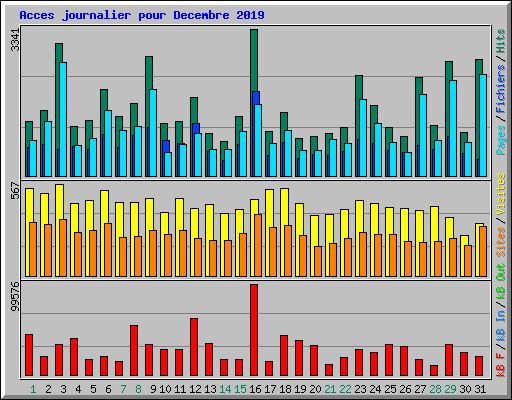 Acces journalier pour Decembre 2019
3341
567
99576
Pages / Fichiers / Hits
Sites / Visites
kB F / kB In / kB Out
1 2 3 4 5 6 7 8 9 10 11 12 13 14 15 16 17 18 19 20 21 22 23 24 25 26 27 28 29 30 31